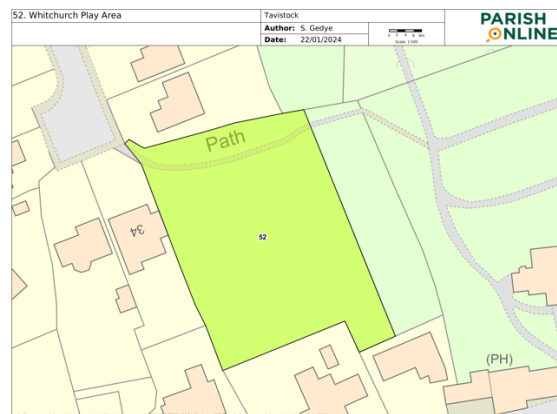 52. Whitchurch Play Area
Tavistock
Author: S. Gedye
Date: 22/01/2024
PARISH
ONLINE
Path
34
52
(PH)